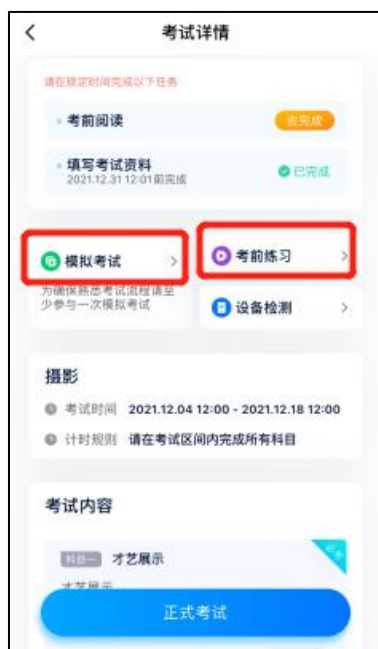 考试详情
请在规定时间完成以下任务
考前阅读
去完成
填写考试资料
2021.12.31 12:01前完成
已完成
模拟考试
考前练习
为确保熟悉考试流程请至
少参与一次模拟考试
设备检测
摄影
考试时间 2021.12.04 12:00 - 2021.12.18 12:00
计时规则 请在考试区间内完成所有科目
考试内容
科目一 才艺展示
才艺展示
正式考试